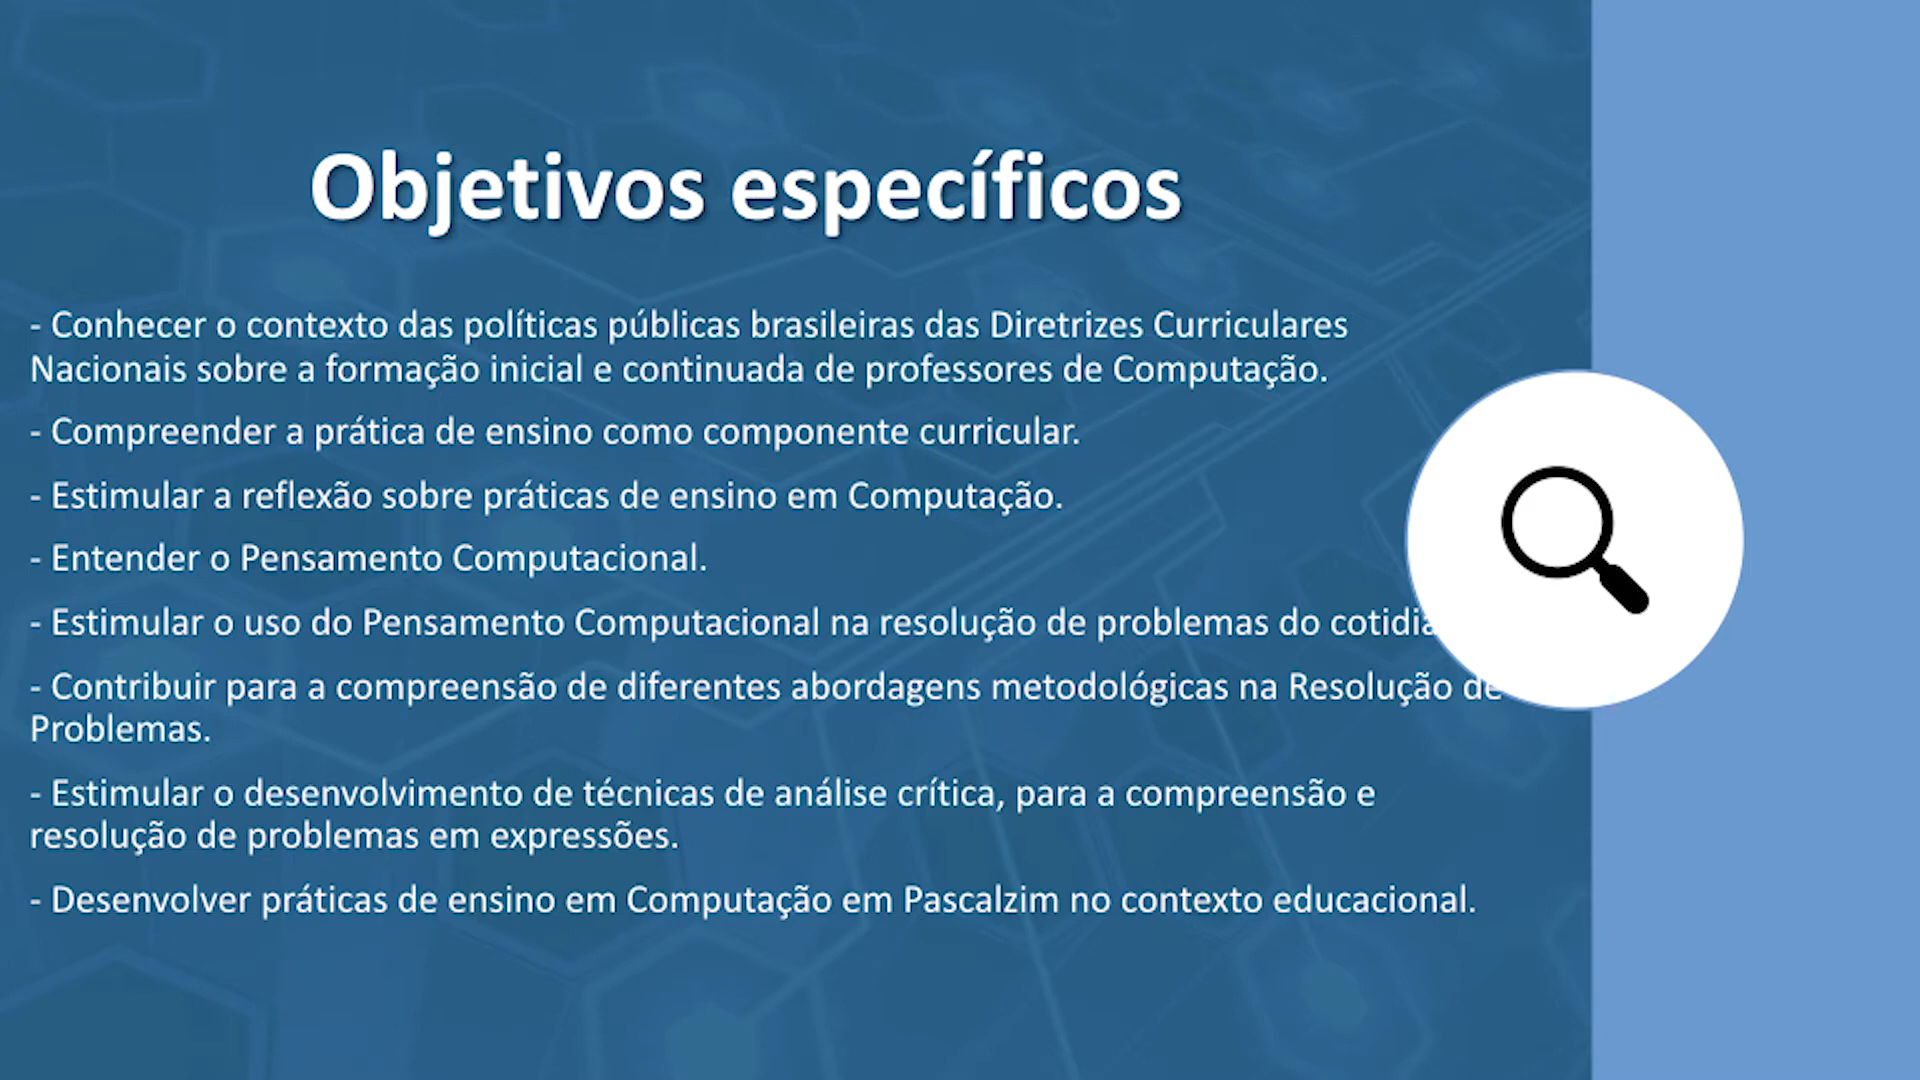 Objetivos específicos
- Conhecer o contexto das políticas públicas brasileiras das Diretrizes Curriculares
Nacionais sobre a formação inicial e continuada de professores de Computação.
- Compreender a prática de ensino como componente curricular.
- Estimular a reflexão sobre práticas de ensino em Computação.
- Entender o Pensamento Computacional.
- Estimular o uso do Pensamento Computacional na resolução de problemas do
- Contribuir para a compreensão de diferentes abordagens metodológicas na Resolução de
Problemas.
- Estimular o desenvolvimento de técnicas de análise crítica, para a compreensão e
resolução de problemas em expressões.
- Desenvolver práticas de ensino em Computação em Pascalzim no contexto educacional.